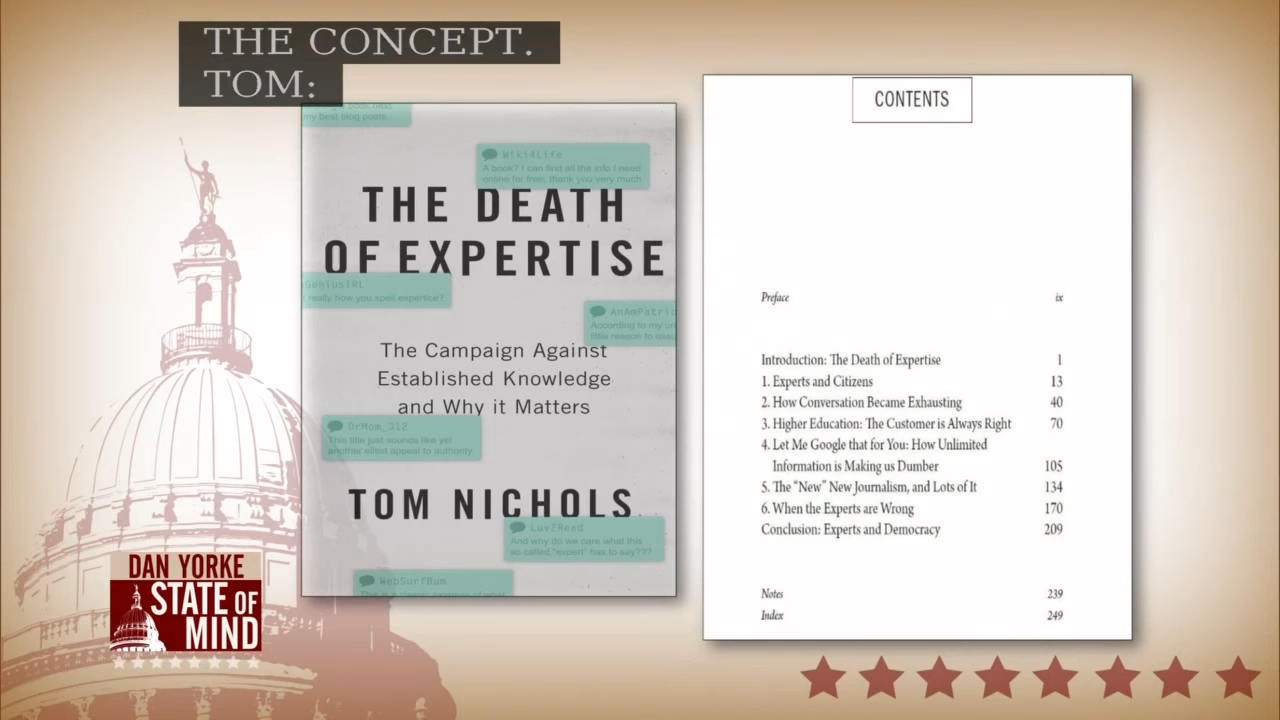 THE CONCEPT.
TOM:
my best blog posts.
Wiki4Life
A book? I can find all the info I need
online for free, thank you very much
THE DEATH
OF EXPERTISE
GeniusIRL
really how you spell expertice?
AnAmPatri
According to my
little reason to
The Campaign Against
Established Knowledge
and Why it Matters
DrMom_312
This title just sounds like yet
another elitist appeal to authority
TOM NICHOLS
Luv2Read
And why do we care what this
so called "expert" has to say???
WebSurfBum
DAN YORKE
STATE OF
MIND
CONTENTS
Preface ix
Introduction: The Death of Expertise 1
1. Experts and Citizens 13
2. How Conversation Became Exhausting 40
3. Higher Education: The Customer is Always Right 70
4. Let Me Google that for You: How Unlimited
Information is Making us Dumber 105
5. The “New” New Journalism, and Lots of It 134
6. When the Experts are Wrong 170
Conclusion: Experts and Democracy 209
Notes 239
Index 249